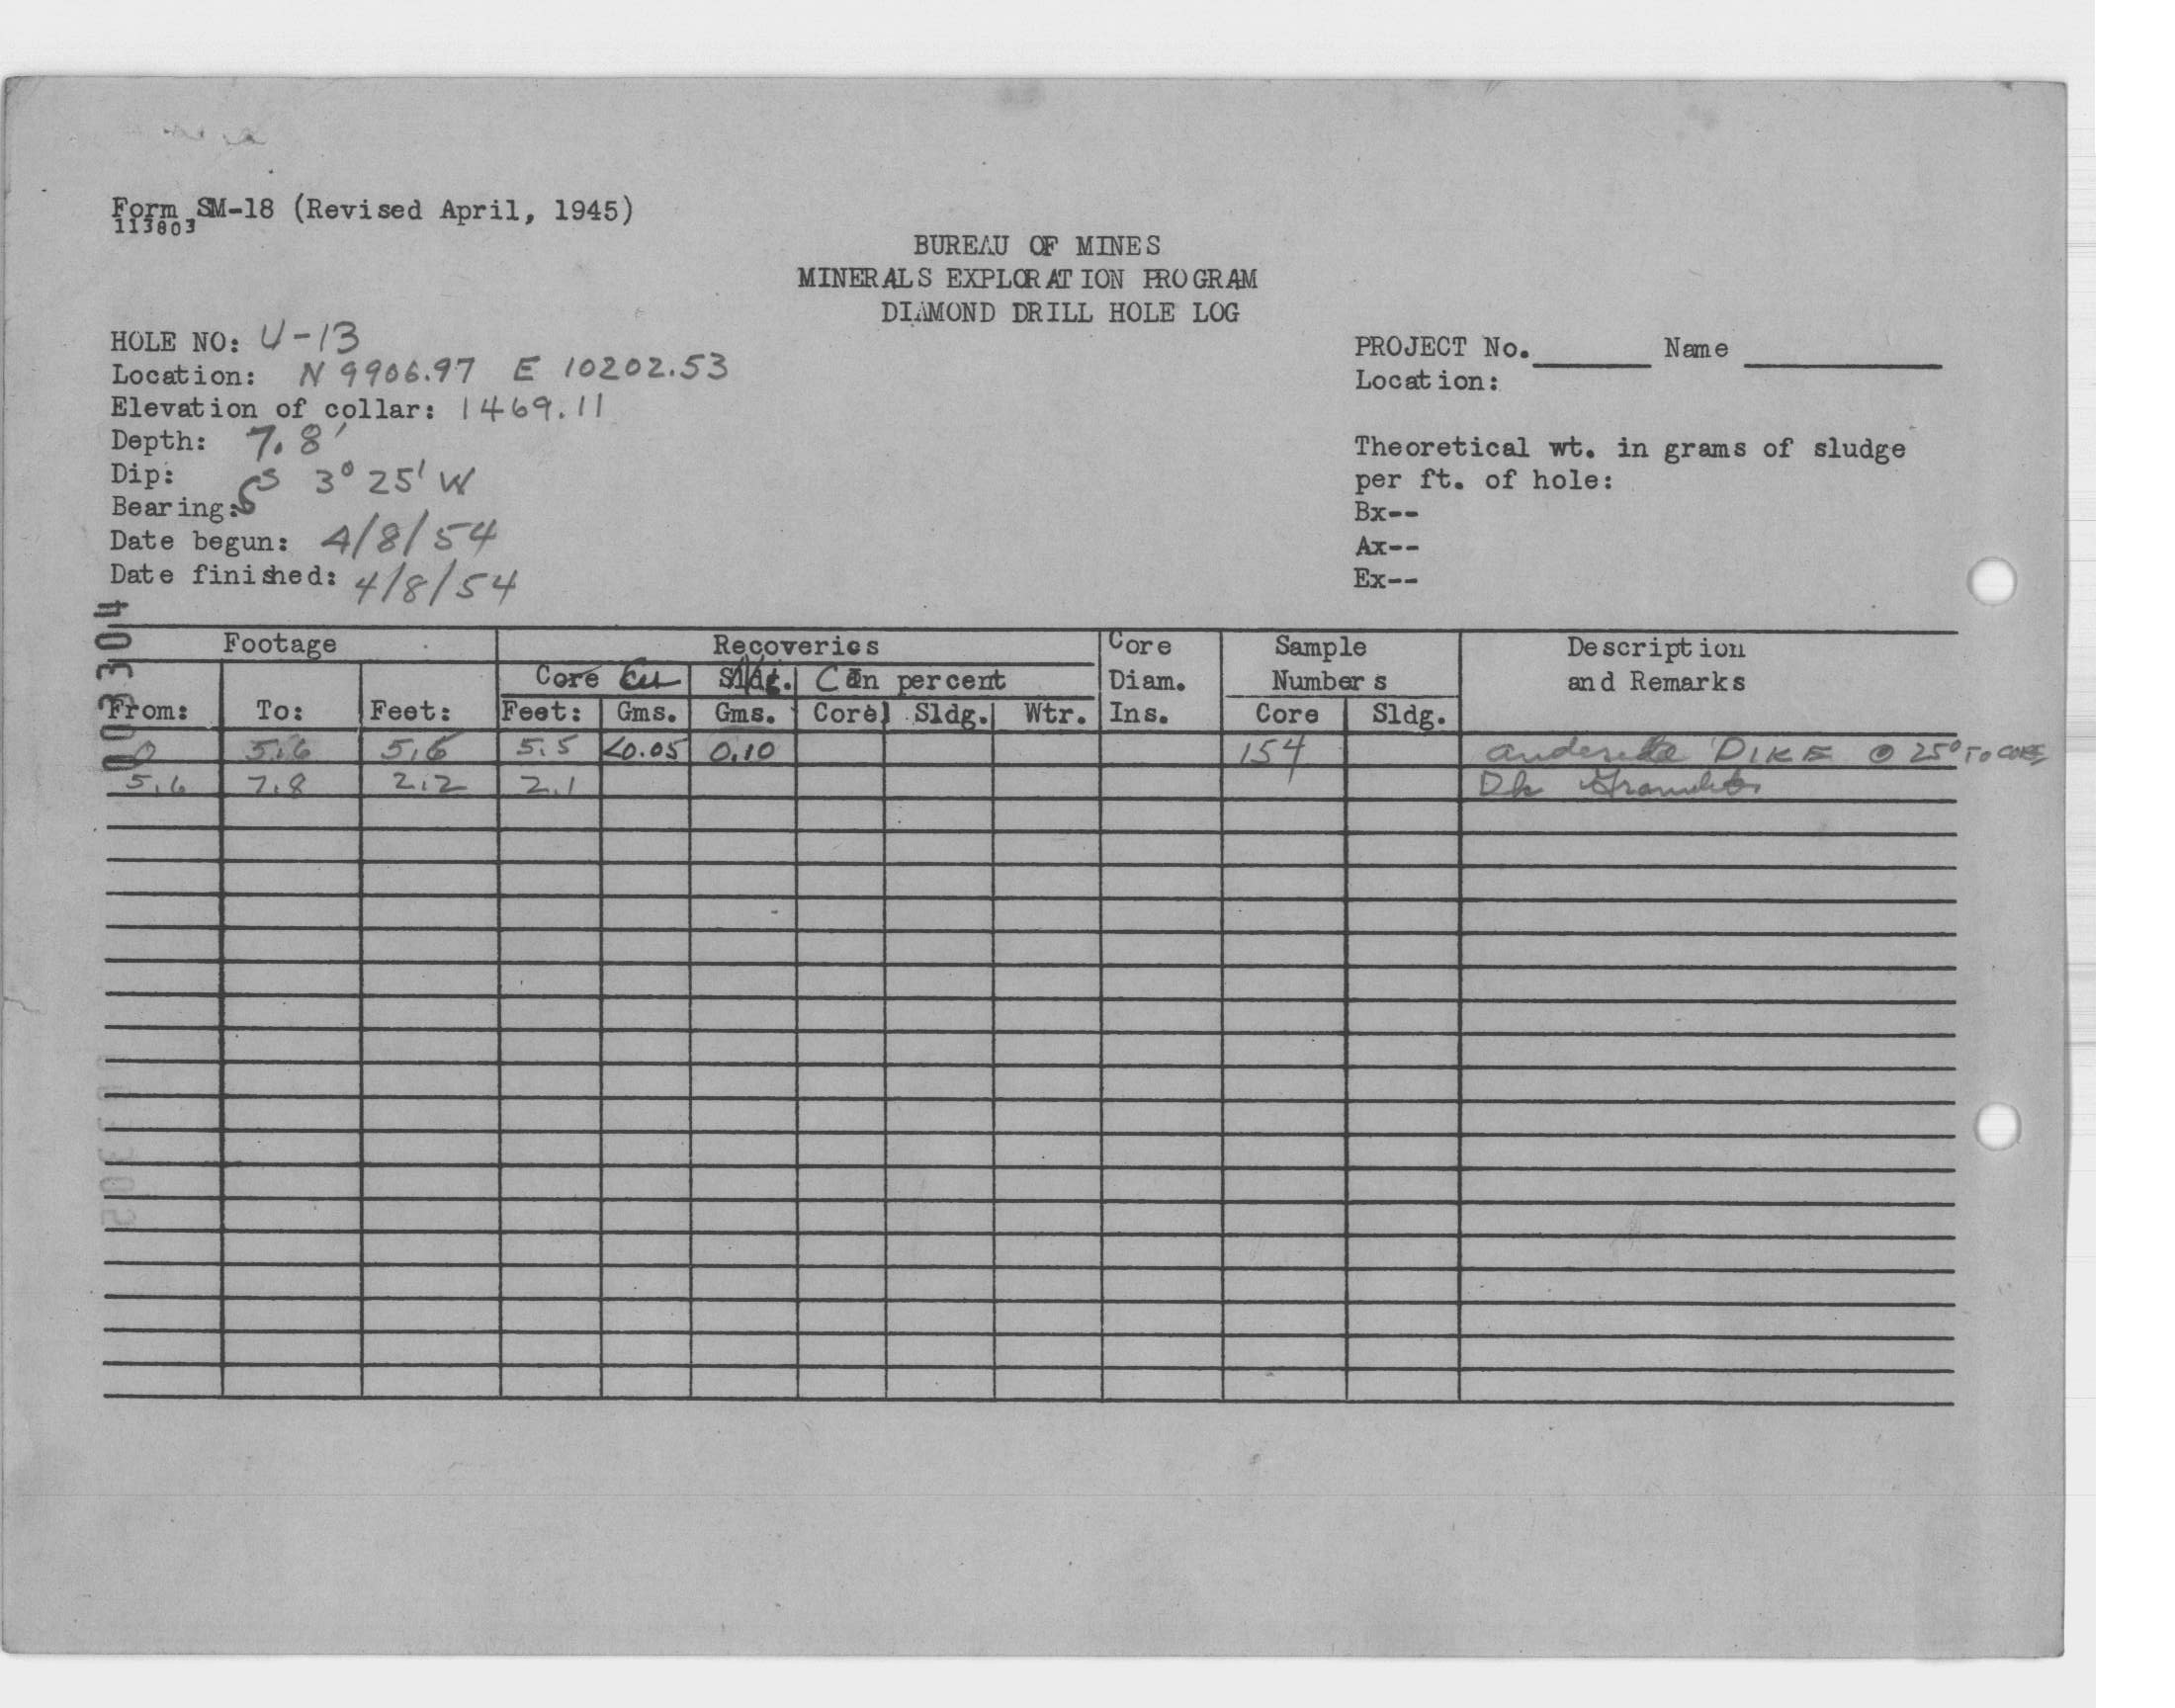 Form SM-18 (Revised April, 1945)
113803
BUREAU OF MINES
MINERALS EXPLORATION PROGRAM
DIAMOND DRILL HOLE LOG
HOLE NO: U-13
Location: N 9906.97 E 10202.53
Elevation of collar: 1469.11
Depth: 7.8'
Dip:
Bearing: S 3° 25' W
Date begun: 4/8/54
Date finished: 4/8/54
PROJECT No. Name
Location:
Theoretical wt. in grams of sludge
per ft. of hole:
Bx--
Ax--
Ex--
003304
Footage Recoveries Core Sample Description
Core Cu Sldg. In percent Diam. Numbers and Remarks
From: To: Feet: Feet: Gms. Gms. Core Sldg. Wtr. Ins. Core Sldg.
0 5.6 5.6 5.5 <0.05 0.10 154 andesite DIKE @ 25° TO CORE
5.6 7.8 2.2 2.1 Dk Granulite